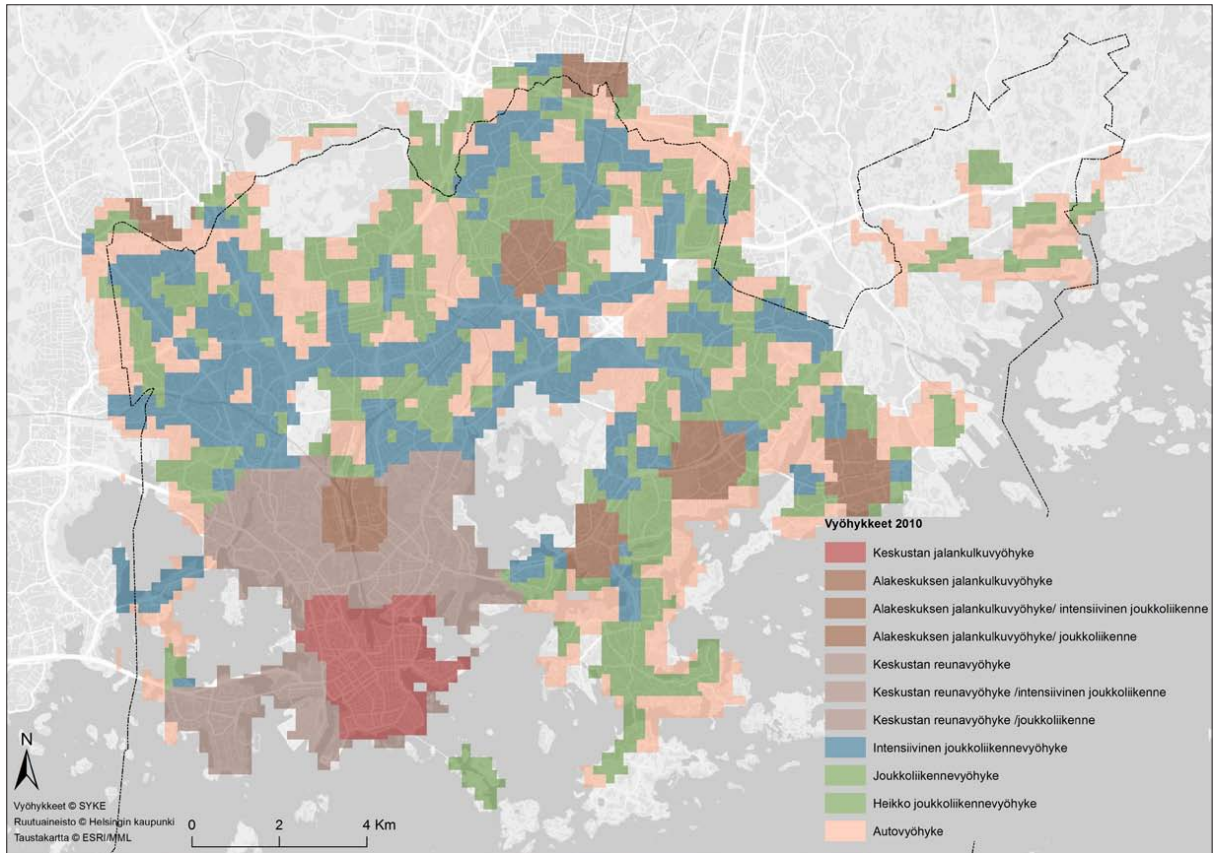 Vyöhykkeet 2010
Keskustan jalankulkuvyöhyke
Alakeskuksen jalankulkuvyöhyke
Alakeskuksen jalankulkuvyöhyke/ intensiivinen joukkoliikenne
Alakeskuksen jalankulkuvyöhyke/ joukkoliikenne
Keskustan reunavyöhyke
Keskustan reunavyöhyke /intensiivinen joukkoliikenne
Keskustan reunavyöhyke /joukkoliikenne
Intensiivinen joukkoliikennevyöhyke
Joukkoliikennevyöhyke
Heikko joukkoliikennevyöhyke
Autovyöhyke
N
Vyöhykkeet © SYKE
Ruutuaineisto © Helsingin kaupunki
Taustakartta © ESRI/MML
0 2 4 Km